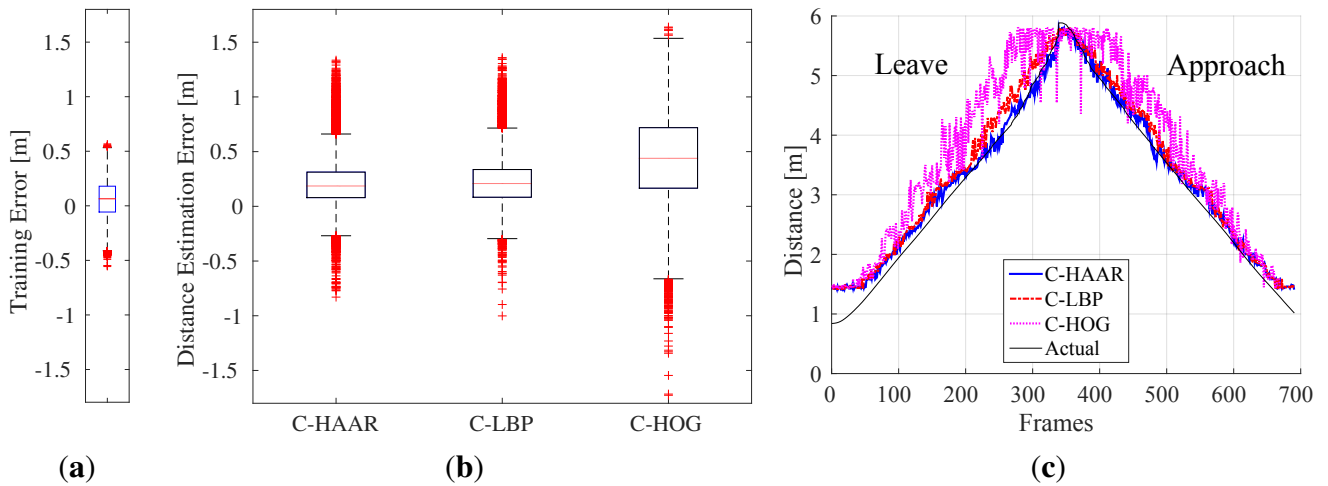 Training Error [m]
1.5
1
0.5
0
-0.5
-1
-1.5
(a)
Distance Estimation Error [m]
1.5
1
0.5
0
-0.5
-1
-1.5
C-HAAR C-LBP C-HOG
(b)
Distance [m]
6
5
4
3
2
1
0
Leave Approach
C-HAAR
C-LBP
C-HOG
Actual
0 100 200 300 400 500 600 700
Frames
(c)